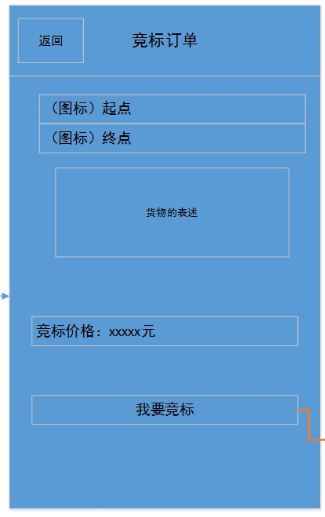 返回
竞标订单
（图标）起点
（图标）终点
货物的表述
竞标价格：xxxxx元
我要竞标